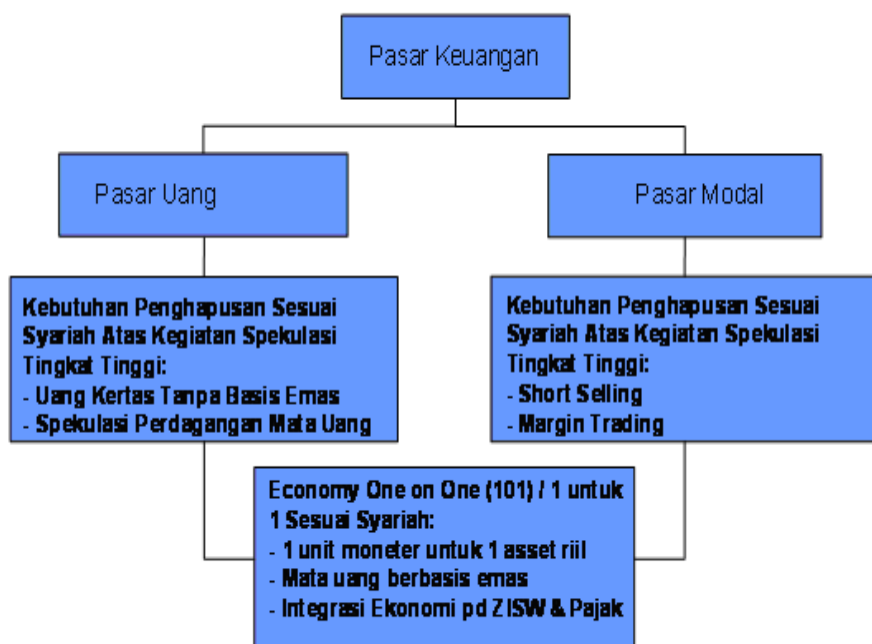 Pasar Keuangan
Pasar Uang
Pasar Modal
Kebutuhan Penghapusan Sesuai
Syariah Atas Kegiatan Spekulasi
Tingkat Tinggi:
- Uang Kertas Tanpa Basis Emas
- Spekulasi Perdagangan Mata Uang
Kebutuhan Penghapusan Sesuai
Syariah Atas Kegiatan Spekulasi
Tingkat Tinggi:
- Short Selling
- Margin Trading
Economy One on One (101) / 1 untuk
1 Sesuai Syariah:
- 1 unit moneter untuk 1 asset riil
- Mata uang berbasis emas
- Integrasi Ekonomi pd ZISW & Pajak